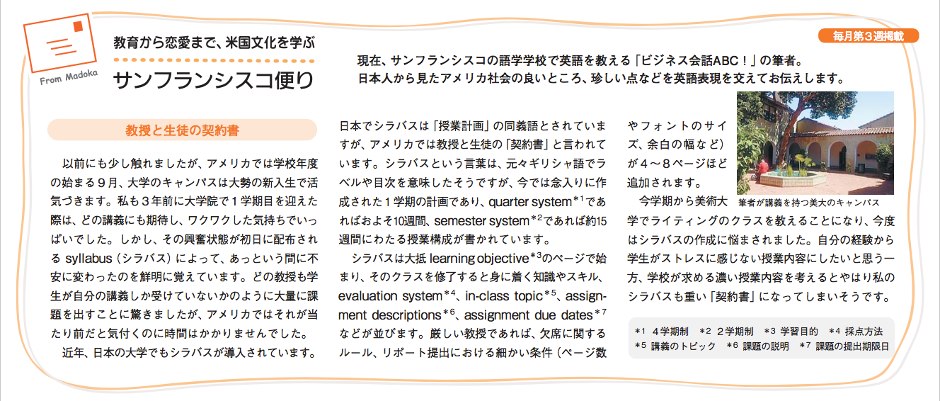 From Madoka
教育から恋愛まで、米国文化を学ぶ
サンフランシスコ便り
毎月第3週掲載
現在、サンフランシスコの語学学校で英語を教える「ビジネス会話ABC！」の筆者。
日本人から見たアメリカ社会の良いところ、珍しい点などを英語表現を交えてお伝えします。
教授と生徒の契約書
以前にも少し触れましたが、アメリカでは学校年度
の始まる９月、大学のキャンパスは大勢の新入生で活
気づきます。私も３年前に大学院で１学期目を迎えた
際は、どの講義にも期待し、ワクワクした気持ちでいっ
ぱいでした。しかし、その興奮状態が初日に配布され
る syllabus（シラバス）によって、あっという間に不
安に変わったのを鮮明に覚えています。どの教授も学
生が自分の講義しか受けていないかのように大量に課
題を出すことに驚きましたが、アメリカではそれが当
たり前だと気付くのに時間はかかりませんでした。
近年、日本の大学でもシラバスが導入されています。
日本でシラバスは「授業計画」の同義語とされていま
すが、アメリカでは教授と生徒の「契約書」と言われて
います。シラバスという言葉は、元々ギリシャ語でラ
ベルや目次を意味したそうですが、今では念入りに作
成された１学期の計画であり、quarter system*1であ
ればおよそ10週間、semester system*2であれば約15
週間にわたる授業構成が書かれています。
シラバスは大抵 learning objective*3のページで始
まり、そのクラスを修了すると身に着く知識やスキル、
evaluation system*4、in-class topic*5、assign-
ment descriptions*6、assignment due dates*7
などが並びます。厳しい教授であれば、欠席に関する
ルール、リポート提出における細かい条件（ページ数
やフォントのサイ
ズ、余白の幅など）
が４〜８ページほど
追加されます。
筆者が講義を持つ美大のキャンパス
今学期から美術大
学でライティングのクラスを教えることになり、今度
はシラバスの作成に悩まされました。自分の経験から
学生がストレスに感じない授業内容にしたいと思う一
方、学校が求める濃い授業内容を考えるとやはり私の
シラバスも重い「契約書」になってしまいそうです。
*1 ４学期制 *2 ２学期制 *3 学習目的 *4 採点方法
*5 講義のトピック *6 課題の説明 *7 課題の提出期限日